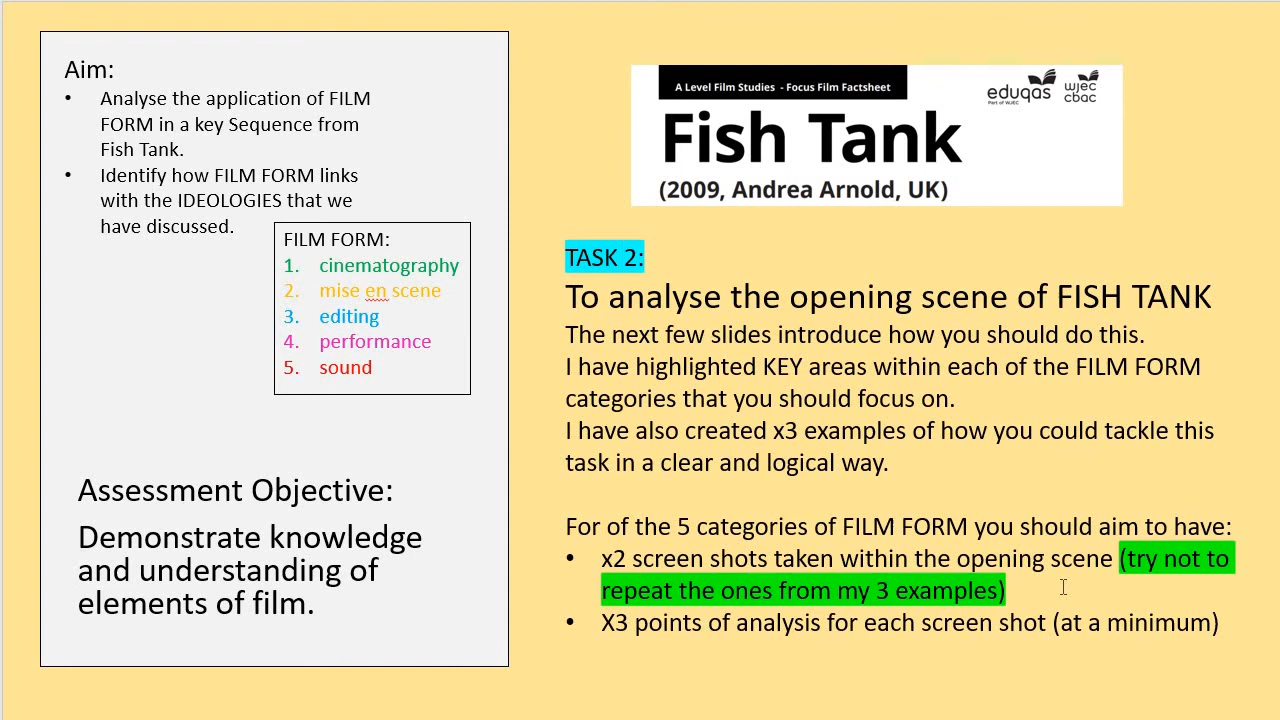 Aim:
• Analyse the application of FILM
FORM in a key Sequence from
Fish Tank.
• Identify how FILM FORM links
with the IDEOLOGIES that we
have discussed.
FILM FORM:
1. cinematography
2. mise en scene
3. editing
4. performance
5. sound
Assessment Objective:
Demonstrate knowledge
and understanding of
elements of film.
A Level Film Studies - Focus Film Factsheet
eduqas
Part of WJEC
wjec
cbac
Fish Tank
(2009, Andrea Arnold, UK)
TASK 2:
To analyse the opening scene of FISH TANK
The next few slides introduce how you should do this.
I have highlighted KEY areas within each of the FILM FORM
categories that you should focus on.
I have also created x3 examples of how you could tackle this
task in a clear and logical way.
For of the 5 categories of FILM FORM you should aim to have:
• x2 screen shots taken within the opening scene (try not to
repeat the ones from my 3 examples)
• X3 points of analysis for each screen shot (at a minimum)